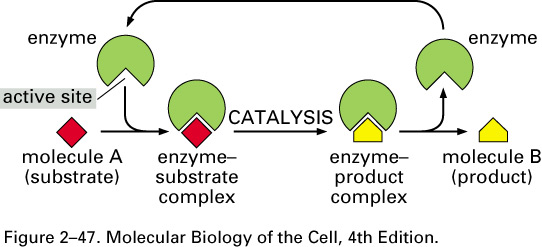 enzyme
enzyme
active site
CATALYSIS
molecule A
(substrate)
enzyme–
substrate
complex
enzyme–
product
complex
molecule B
(product)
Figure 2–47. Molecular Biology of the Cell, 4th Edition.